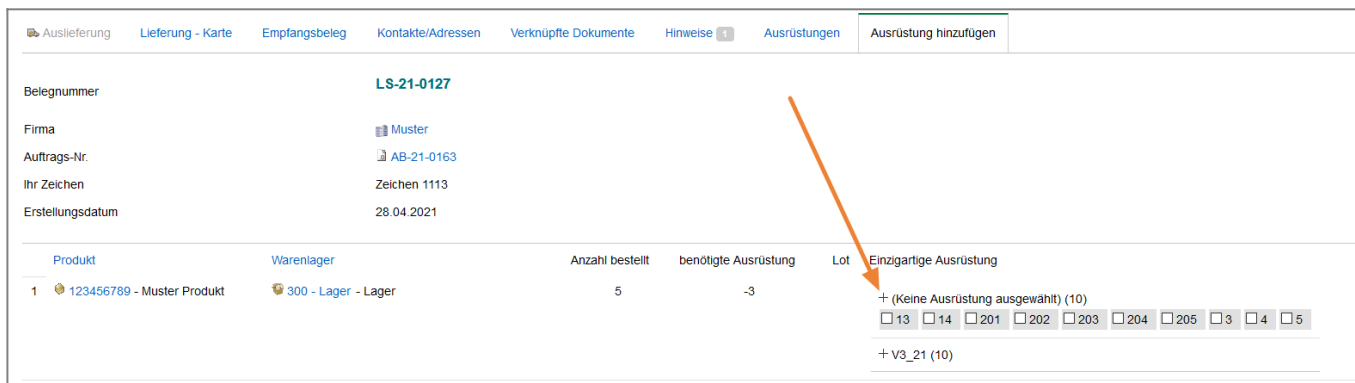 Auslieferung Lieferung - Karte Empfangsbeleg Kontakte/Adressen Verknüpfte Dokumente Hinweise 1 Ausrüstungen Ausrüstung hinzufügen
Belegnummer LS-21-0127
Firma Muster
Auftrags-Nr. AB-21-0163
Ihr Zeichen Zeichen 1113
Erstellungsdatum 28.04.2021
Produkt Warenlager Anzahl bestellt benötigte Ausrüstung Lot Einzigartige Ausrüstung
1 123456789 - Muster Produkt 300 - Lager - Lager 5 -3
+ (Keine Ausrüstung ausgewählt) (10)
13 14 201 202 203 204 205 3 4 5
+ V3_21 (10)